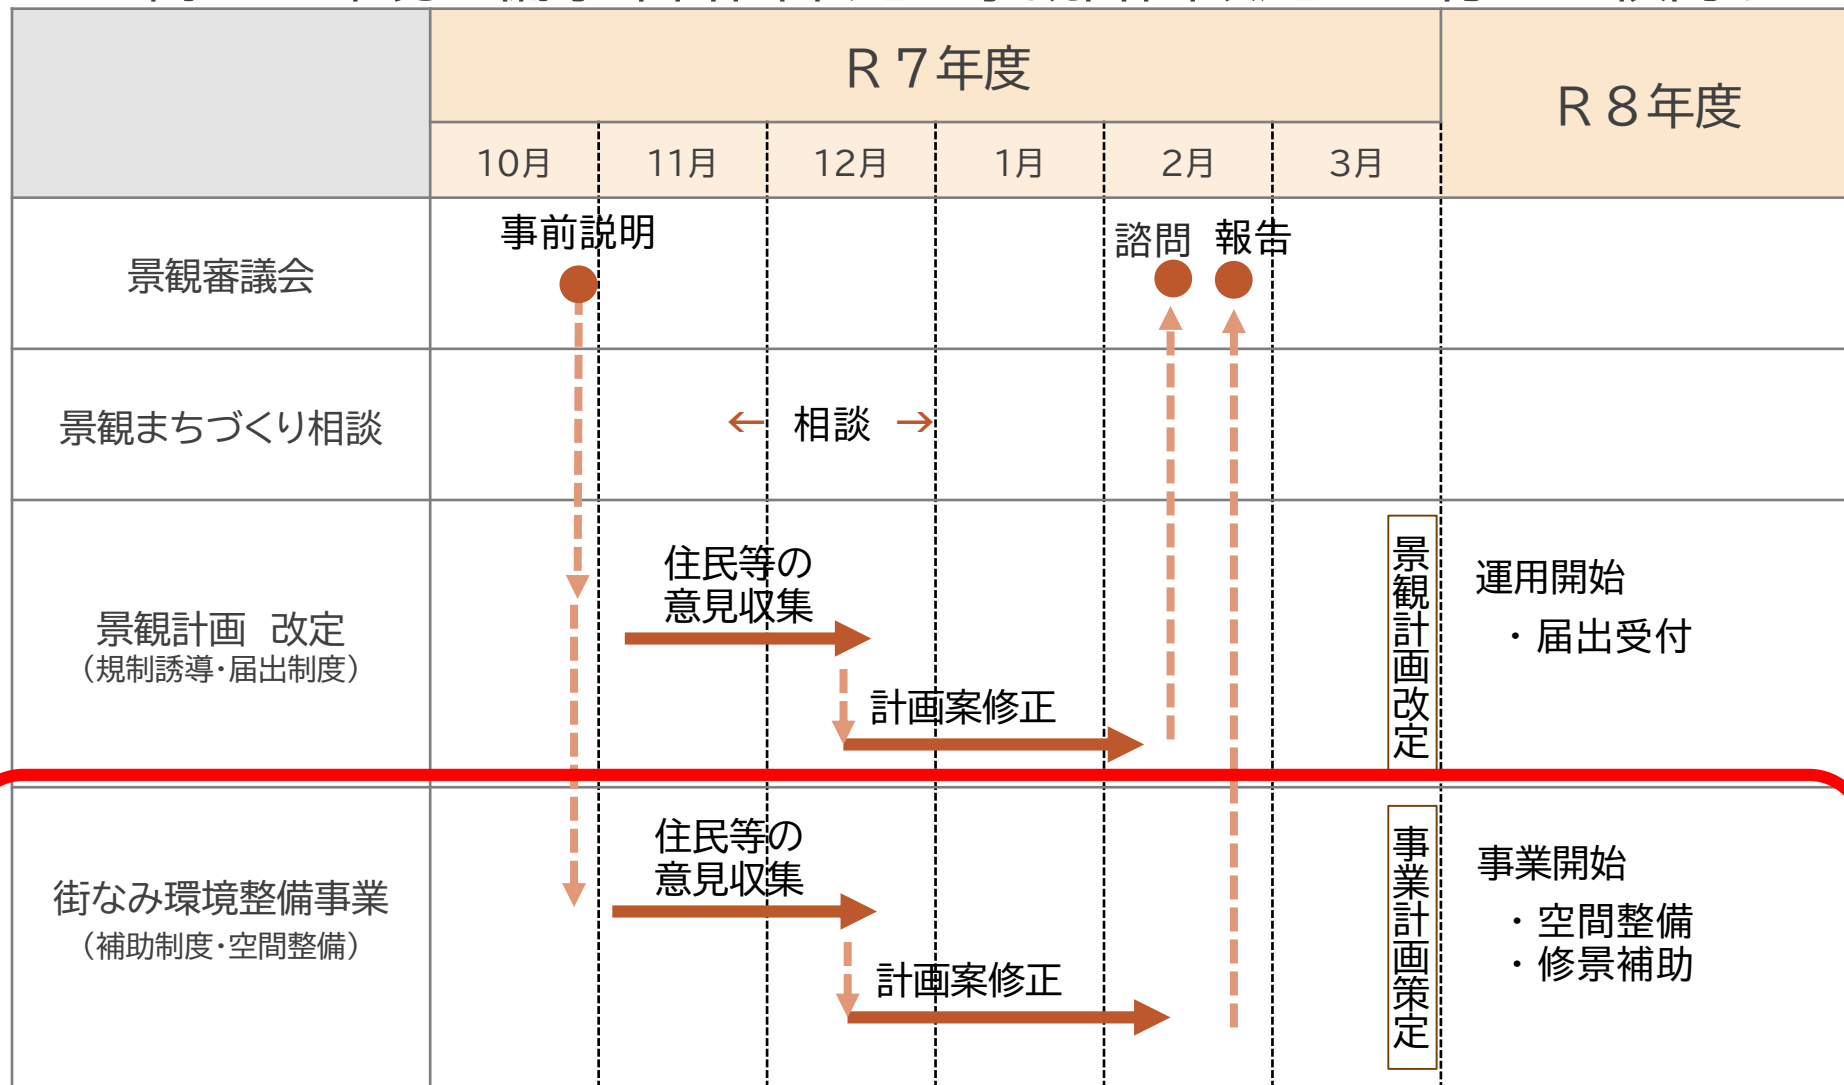 R7年度
R8年度
10月
11月
12月
1月
2月
3月
景観審議会
事前説明
諮問
報告
景観まちづくり相談
← 相談 →
景観計画 改定
(規制誘導・届出制度)
住民等の
意見収集
計画案修正
景観計画改定
運用開始
・届出受付
街なみ環境整備事業
(補助制度・空間整備)
住民等の
意見収集
計画案修正
事業計画策定
事業開始
・空間整備
・修景補助